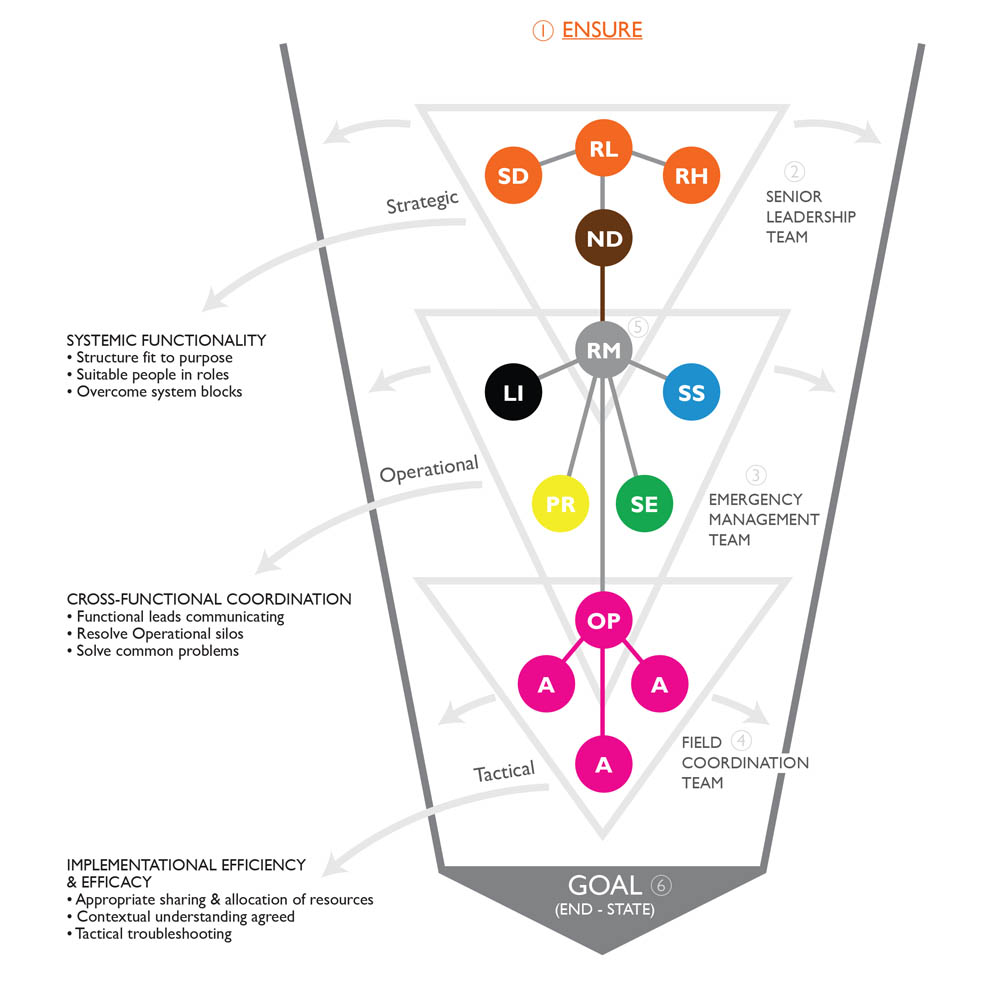 ① ENSURE
RL
SD
RH
②
SENIOR
LEADERSHIP
TEAM
Strategic
ND
SYSTEMIC FUNCTIONALITY
• Structure fit to purpose
• Suitable people in roles
• Overcome system blocks
⑤
RM
LI
SS
Operational
③
EMERGENCY
MANAGEMENT
TEAM
PR
SE
CROSS-FUNCTIONAL COORDINATION
• Functional leads communicating
• Resolve Operational silos
• Solve common problems
OP
A
A
FIELD ④
COORDINATION
TEAM
Tactical
A
IMPLEMENTATIONAL EFFICIENCY
& EFFICACY
• Appropriate sharing & allocation of resources
• Contextual understanding agreed
• Tactical troubleshooting
GOAL ⑥
(END - STATE)